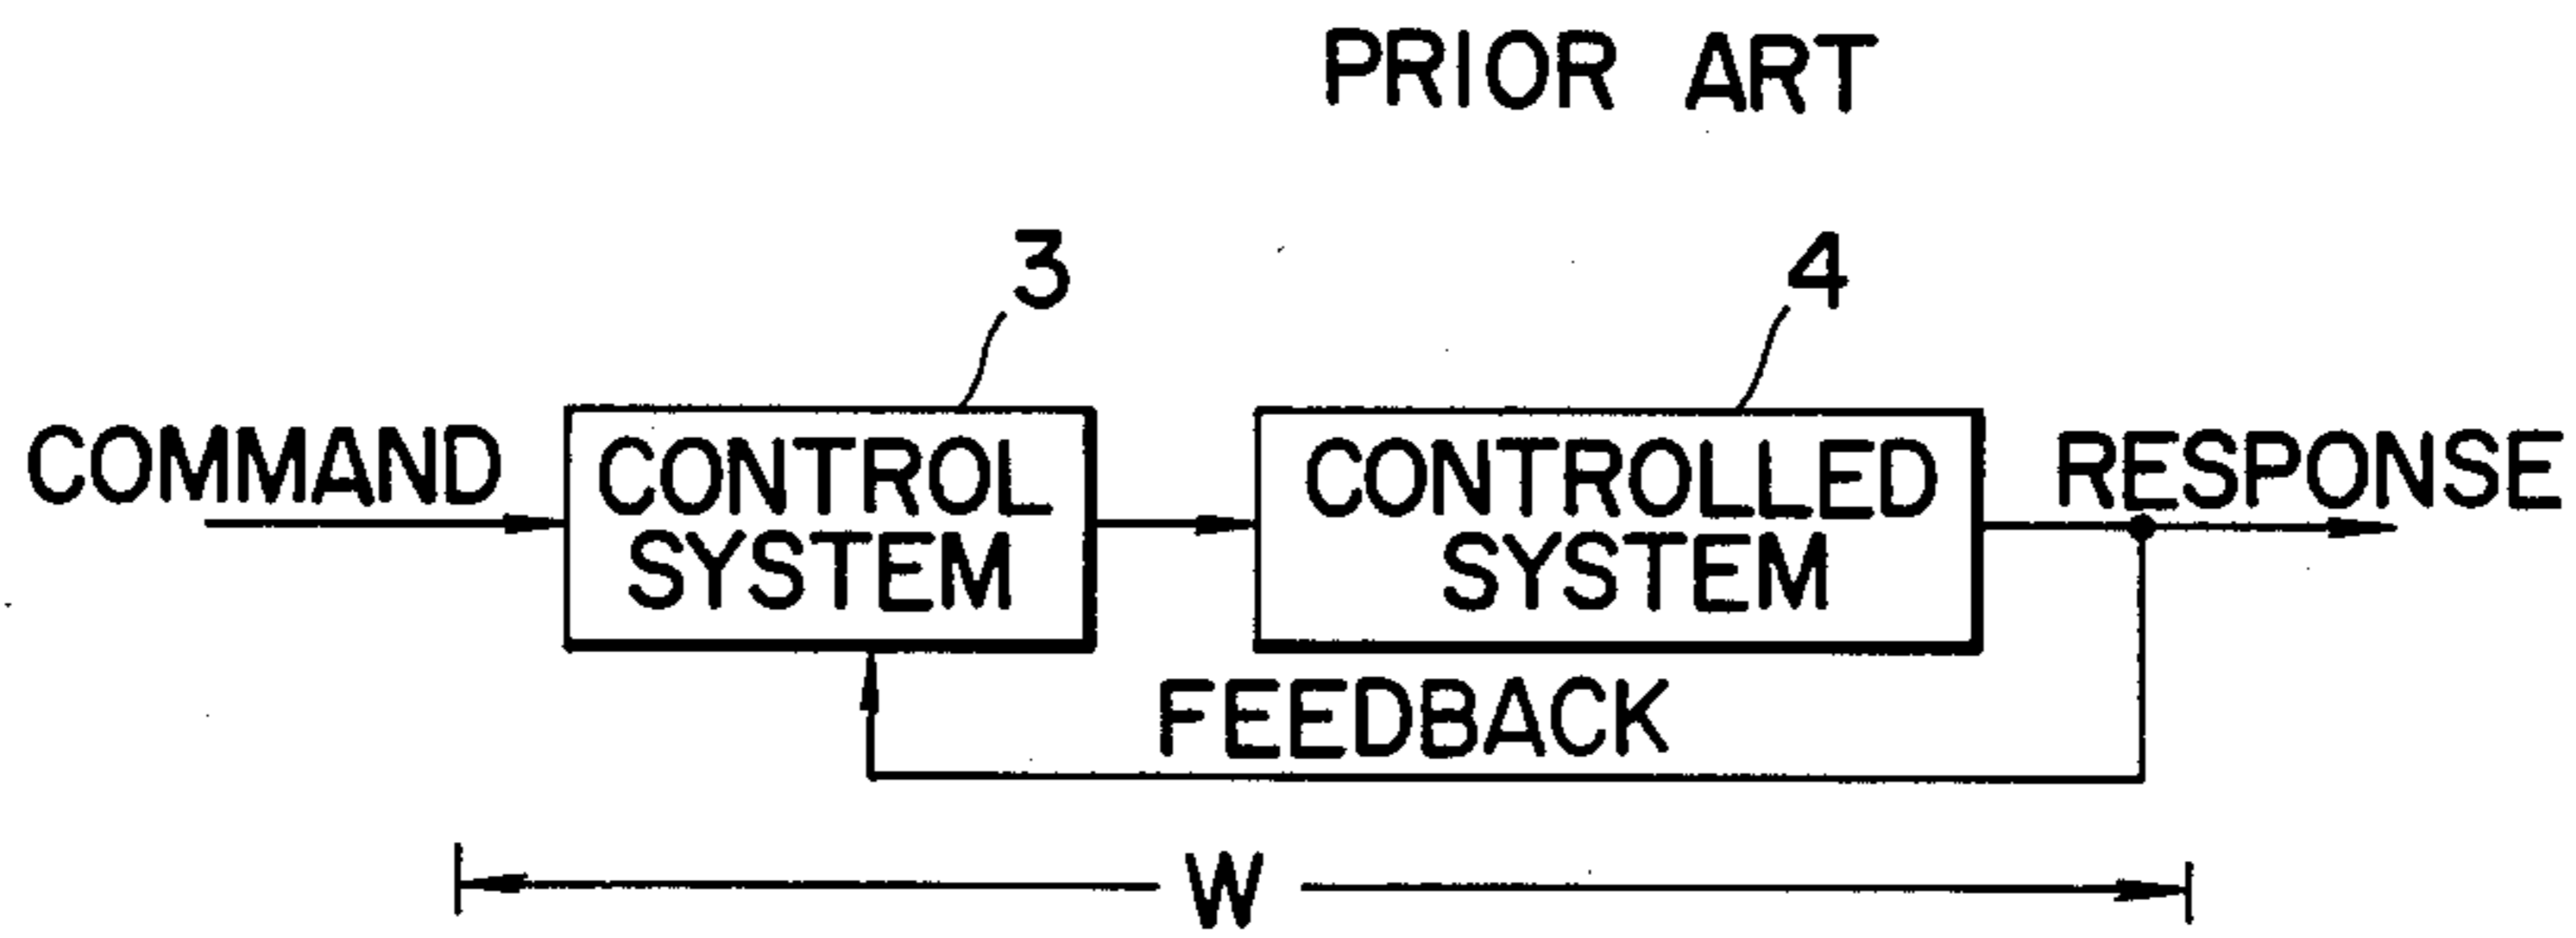 PRIOR ART
3
4
COMMAND
CONTROL
SYSTEM
CONTROLLED
SYSTEM
RESPONSE
FEEDBACK
W